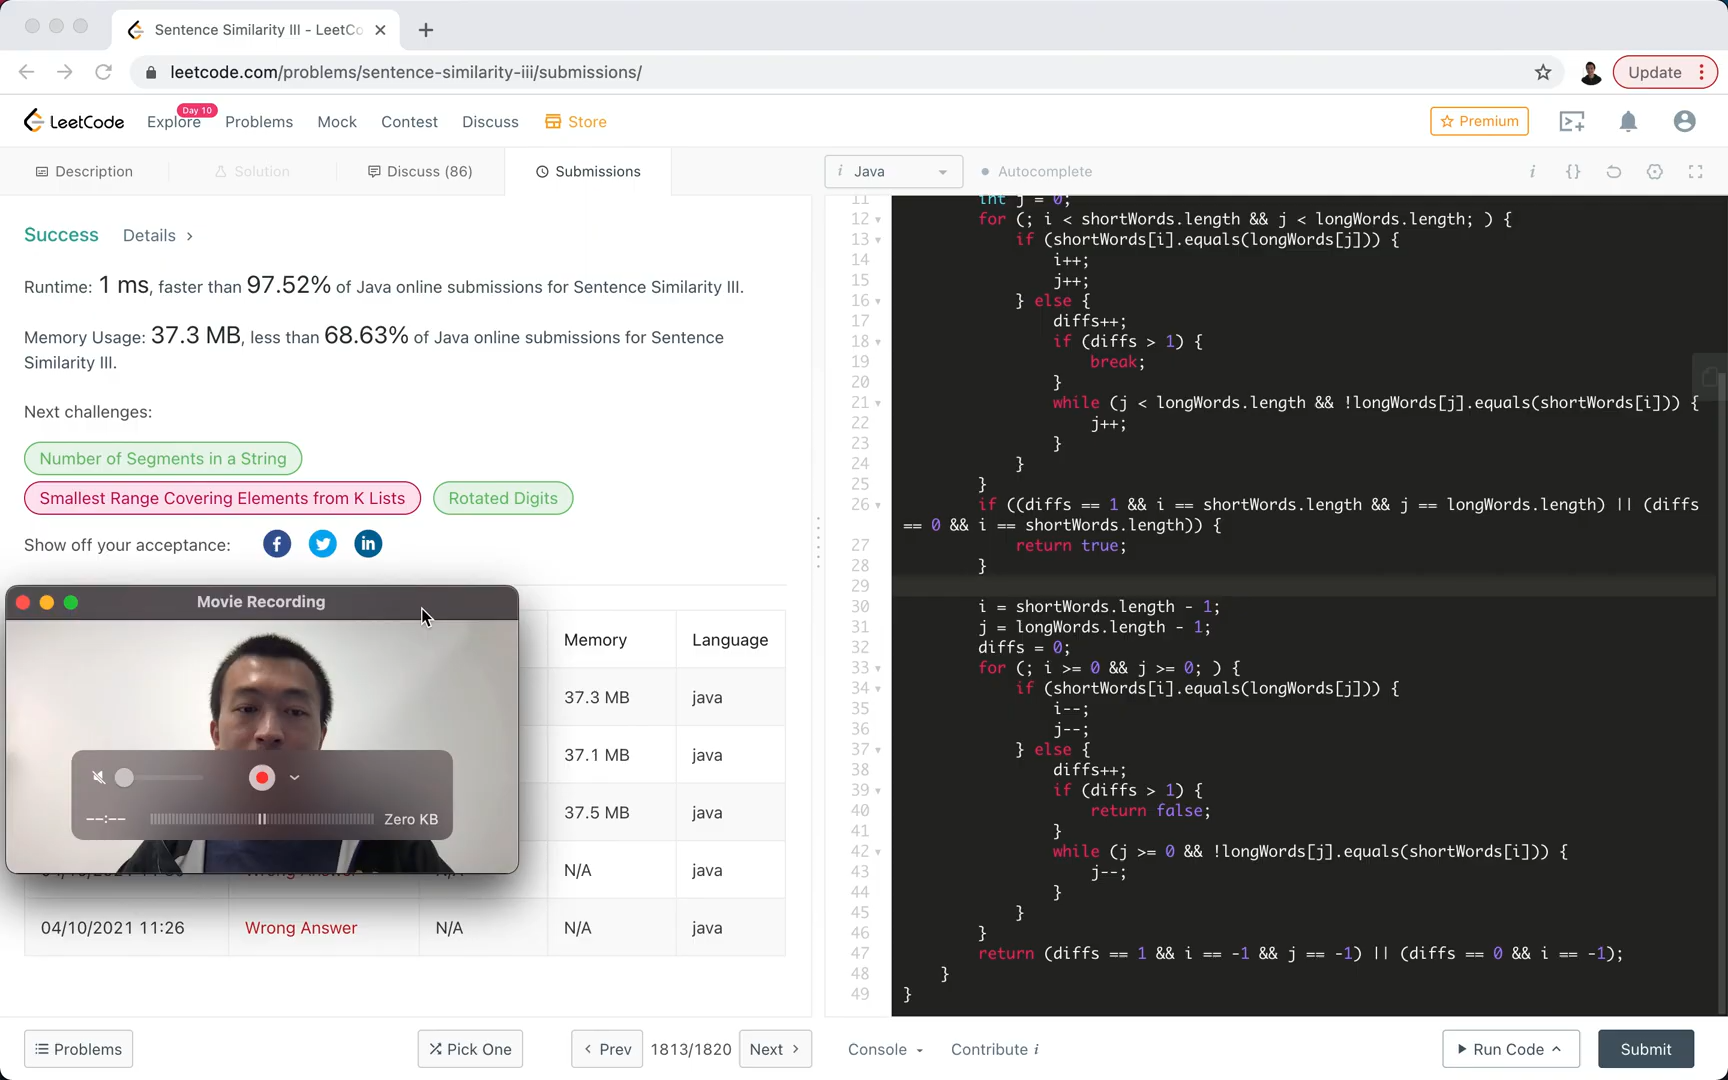 Sentence Similarity III - LeetCo
leetcode.com/problems/sentence-similarity-iii/submissions/
Update
LeetCode
Explore
Day 10
Problems
Mock
Contest
Discuss
Store
Premium
Description
Solution
Discuss (86)
Submissions
i Java
Autocomplete
i
{}
Success
Details >
Runtime: 1 ms, faster than 97.52% of Java online submissions for Sentence Similarity III.
Memory Usage: 37.3 MB, less than 68.63% of Java online submissions for Sentence
Similarity III.
Next challenges:
Number of Segments in a String
Smallest Range Covering Elements from K Lists
Rotated Digits
Show off your acceptance:
Movie Recording
--:--
Zero KB
Memory
Language
37.3 MB
java
37.1 MB
java
37.5 MB
java
N/A
java
04/10/2021 11:26
Wrong Answer
N/A
N/A
java
11 int j = 0;
12 for (; i < shortWords.length && j < longWords.length; ) {
13 if (shortWords[i].equals(longWords[j])) {
14 i++;
15 j++;
16 } else {
17 diffs++;
18 if (diffs > 1) {
19 break;
20 }
21 while (j < longWords.length && !longWords[j].equals(shortWords[i])) {
22 j++;
23 }
24 }
25 }
26 if ((diffs == 1 && i == shortWords.length && j == longWords.length) || (diffs
== 0 && i == shortWords.length)) {
27 return true;
28 }
29
30 i = shortWords.length - 1;
31 j = longWords.length - 1;
32 diffs = 0;
33 for (; i >= 0 && j >= 0; ) {
34 if (shortWords[i].equals(longWords[j])) {
35 i--;
36 j--;
37 } else {
38 diffs++;
39 if (diffs > 1) {
40 return false;
41 }
42 while (j >= 0 && !longWords[j].equals(shortWords[i])) {
43 j--;
44 }
45 }
46 }
47 return (diffs == 1 && i == -1 && j == -1) || (diffs == 0 && i == -1);
48 }
49 }
Problems
Pick One
< Prev
1813/1820
Next >
Console
Contribute i
Run Code
Submit